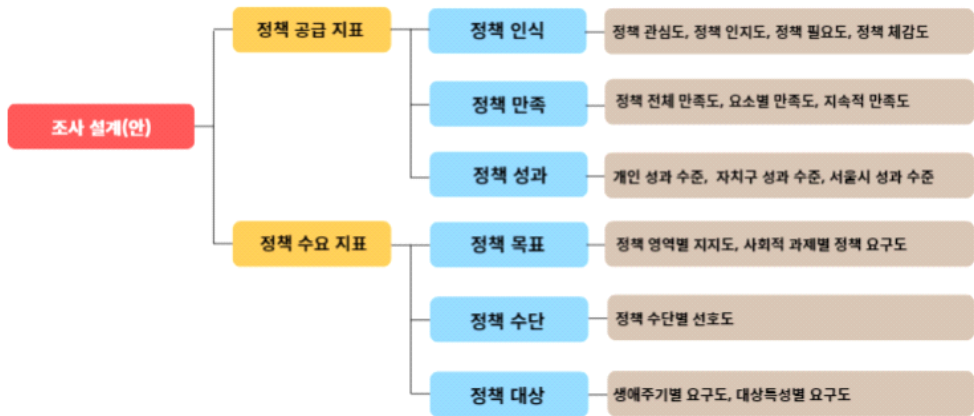 조사 설계(안)
정책 공급 지표
정책 인식
정책 관심도, 정책 인지도, 정책 필요도, 정책 체감도
정책 만족
정책 전체 만족도, 요소별 만족도, 지속적 만족도
정책 성과
개인 성과 수준, 자치구 성과 수준, 서울시 성과 수준
정책 수요 지표
정책 목표
정책 영역별 지지도, 사회적 과제별 정책 요구도
정책 수단
정책 수단별 선호도
정책 대상
생애주기별 요구도, 대상특성별 요구도